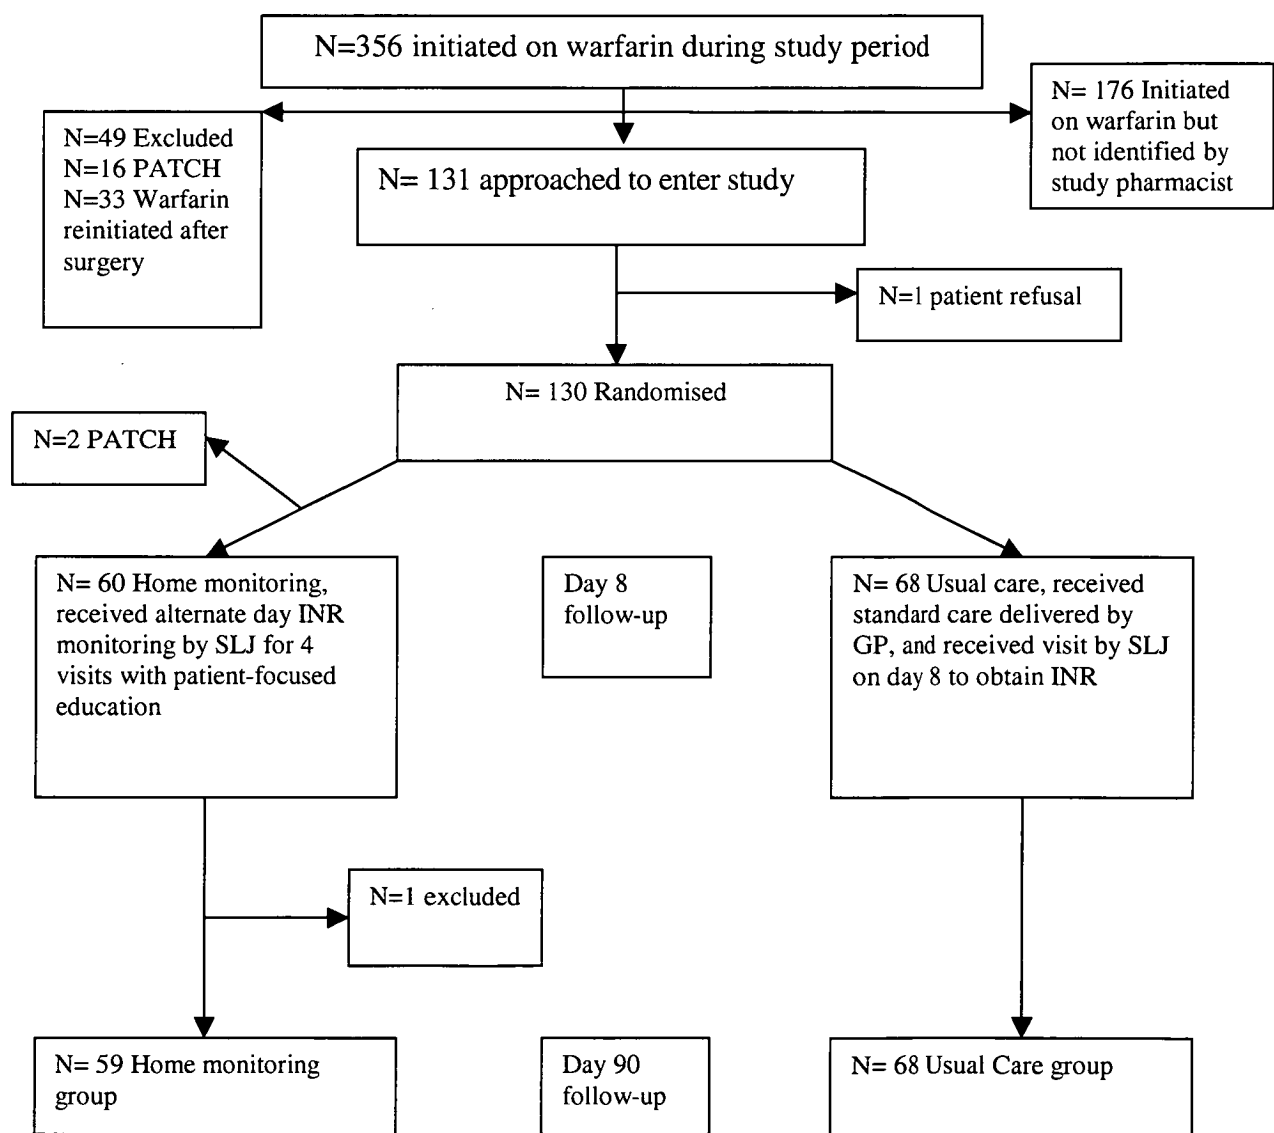 N=356 initiated on warfarin during study period
N=49 Excluded
N=16 PATCH
N=33 Warfarin
reinitiated after
surgery
N= 176 Initiated
on warfarin but
not identified by
study pharmacist
N= 131 approached to enter study
N=1 patient refusal
N= 130 Randomised
N=2 PATCH
N= 60 Home monitoring,
received alternate day INR
monitoring by SLJ for 4
visits with patient-focused
education
Day 8
follow-up
N= 68 Usual care, received
standard care delivered by
GP, and received visit by SLJ
on day 8 to obtain INR
N=1 excluded
N= 59 Home monitoring
group
Day 90
follow-up
N= 68 Usual Care group